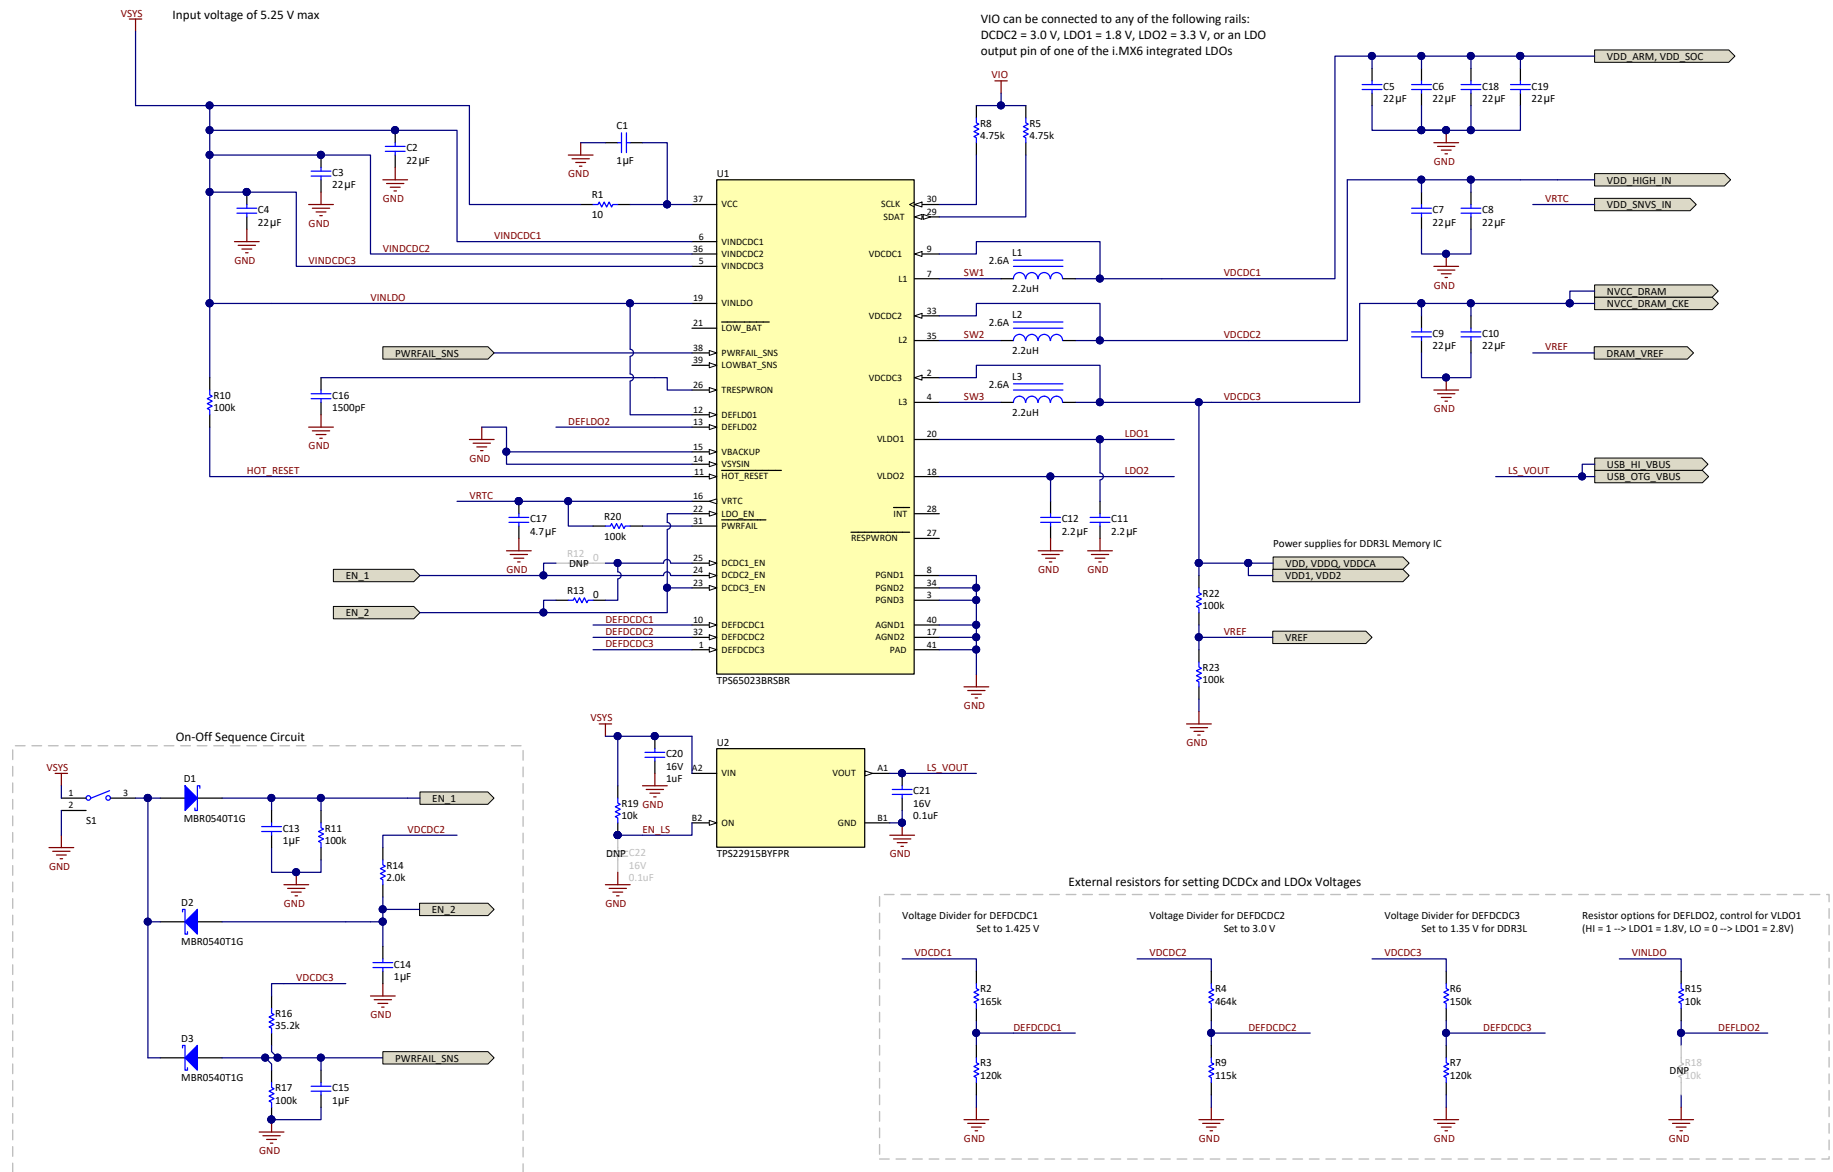 VSYS
Input voltage of 5.25 V max
VIO can be connected to any of the following rails:
DCDC2 = 3.0 V, LDO1 = 1.8 V, LDO2 = 3.3 V, or an LDO
output pin of one of the i.MX6 integrated LDOs
VIO
R8
4.75k
R5
4.75k
C5
22µF
C6
22µF
C18
22µF
C19
22µF
GND
VDD_ARM, VDD_SOC
C1
1µF
GND
C2
22µF
GND
C3
22µF
GND
C4
22µF
GND
R1
10
VINDCDC1
VINDCDC2
VINDCDC3
VINLDO
PWRFAIL_SNS
R10
100k
C16
1500pF
GND
DEFLDO2
GND
HOT_RESET
VRTC
C17
4.7µF
GND
R20
100k
R12 0
DNP
EN_1
R13 0
EN_2
DEFDCDC1
DEFDCDC2
DEFDCDC3
U1
37 VCC
6 VINDCDC1
36 VINDCDC2
5 VINDCDC3
19 VINLDO
21 LOW_BAT
38 PWRFAIL_SNS
39 LOWBAT_SNS
26 TRESPWRON
12 DEFLD01
13 DEFLD02
15 VBACKUP
14 VSYSIN
11 HOT_RESET
16 VRTC
22 LDO_EN
31 PWRFAIL
25 DCDC1_EN
24 DCDC2_EN
23 DCDC3_EN
10 DEFDCDC1
32 DEFDCDC2
1 DEFDCDC3
SCLK 30
SDAT 29
VDCDC1 9
L1 7
VDCDC2 33
L2 35
VDCDC3 2
L3 4
VLDO1 20
VLDO2 18
INT 28
RESPWRON 27
PGND1 8
PGND2 34
PGND3 3
AGND1 40
AGND2 17
PAD 41
TPS65023BRSBR
GND
SW1
L1
2.6A
2.2uH
VDCDC1
SW2
L2
2.6A
2.2uH
VDCDC2
SW3
L3
2.6A
2.2uH
VDCDC3
LDO1
LDO2
C12
2.2µF
GND
C11
2.2µF
GND
C7
22µF
C8
22µF
GND
VDD_HIGH_IN
VRTC
VDD_SNVS_IN
C9
22µF
C10
22µF
GND
NVCC_DRAM
NVCC_DRAM_CKE
VREF
DRAM_VREF
LS_VOUT
USB_HI_VBUS
USB_OTG_VBUS
Power supplies for DDR3L Memory IC
VDD, VDDQ, VDDCA
VDD1, VDD2
R22
100k
VREF
VREF
R23
100k
GND
On-Off Sequence Circuit
VSYS
1
2
3
S1
GND
D1
MBR0540T1G
C13
1µF
R11
100k
GND
EN_1
VDCDC2
R14
2.0k
D2
MBR0540T1G
EN_2
C14
1µF
GND
VDCDC3
R16
35.2k
D3
MBR0540T1G
PWRFAIL_SNS
R17
100k
C15
1µF
GND
VSYS
C20
16V
1uF
GND
R19
10k
EN_LS
DNP C22
16V
0.1uF
GND
U2
A2 VIN
B2 ON
VOUT A1
GND B1
TPS22915BYFPR
LS_VOUT
C21
16V
0.1uF
GND
External resistors for setting DCDCx and LDOx Voltages
Voltage Divider for DEFDCDC1
Set to 1.425 V
VDCDC1
R2
165k
DEFDCDC1
R3
120k
GND
Voltage Divider for DEFDCDC2
Set to 3.0 V
VDCDC2
R4
464k
DEFDCDC2
R9
115k
GND
Voltage Divider for DEFDCDC3
Set to 1.35 V for DDR3L
VDCDC3
R6
150k
DEFDCDC3
R7
120k
GND
Resistor options for DEFLDO2, control for VLDO1
(HI = 1 --> LDO1 = 1.8V, LO = 0 --> LDO1 = 2.8V)
VINLDO
R15
10k
DEFLDO2
R18
DNP 10k
GND